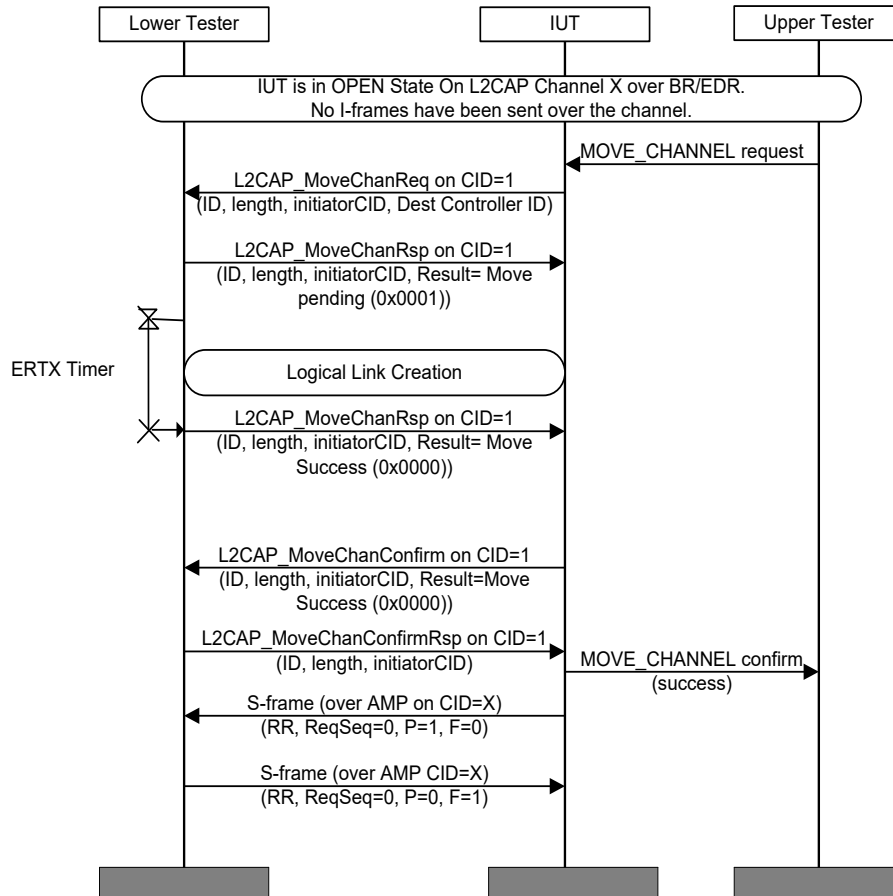 Lower Tester
IUT
Upper Tester
IUT is in OPEN State On L2CAP Channel X over BR/EDR.
No I-frames have been sent over the channel.
MOVE_CHANNEL request
L2CAP_MoveChanReq on CID=1
(ID, length, initiatorCID, Dest Controller ID)
L2CAP_MoveChanRsp on CID=1
(ID, length, initiatorCID, Result= Move
pending (0x0001))
ERTX Timer
Logical Link Creation
L2CAP_MoveChanRsp on CID=1
(ID, length, initiatorCID, Result= Move
Success (0x0000))
L2CAP_MoveChanConfirm on CID=1
(ID, length, initiatorCID, Result=Move
Success (0x0000))
L2CAP_MoveChanConfirmRsp on CID=1
(ID, length, initiatorCID)
MOVE_CHANNEL confirm
(success)
S-frame (over AMP on CID=X)
(RR, ReqSeq=0, P=1, F=0)
S-frame (over AMP CID=X)
(RR, ReqSeq=0, P=0, F=1)